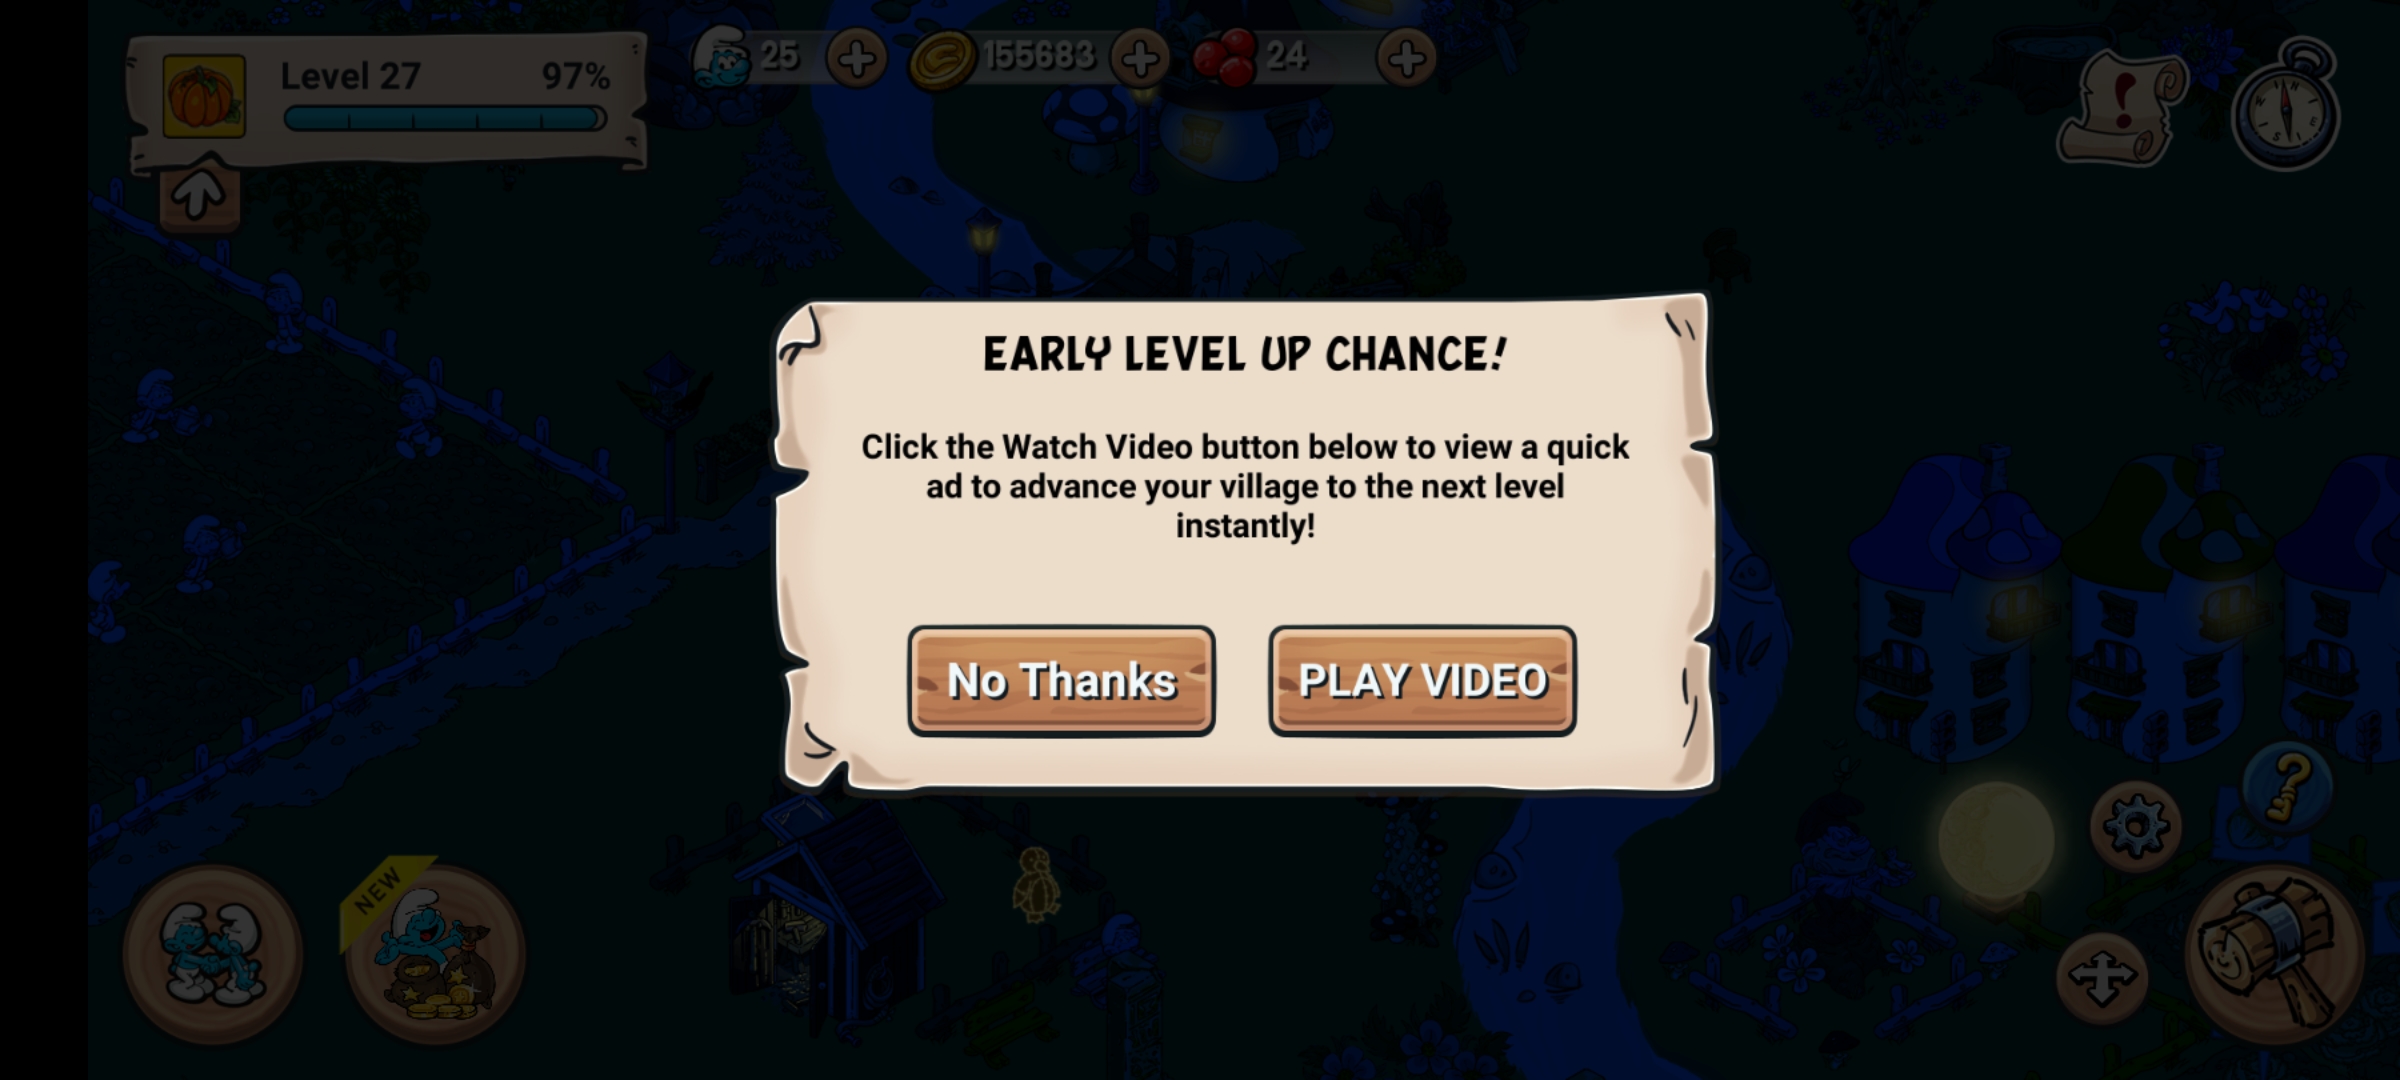 Level 27 97%
25
155683
24
EARLY LEVEL UP CHANCE!
Click the Watch Video button below to view a quick
ad to advance your village to the next level
instantly!
No Thanks
PLAY VIDEO
NEW